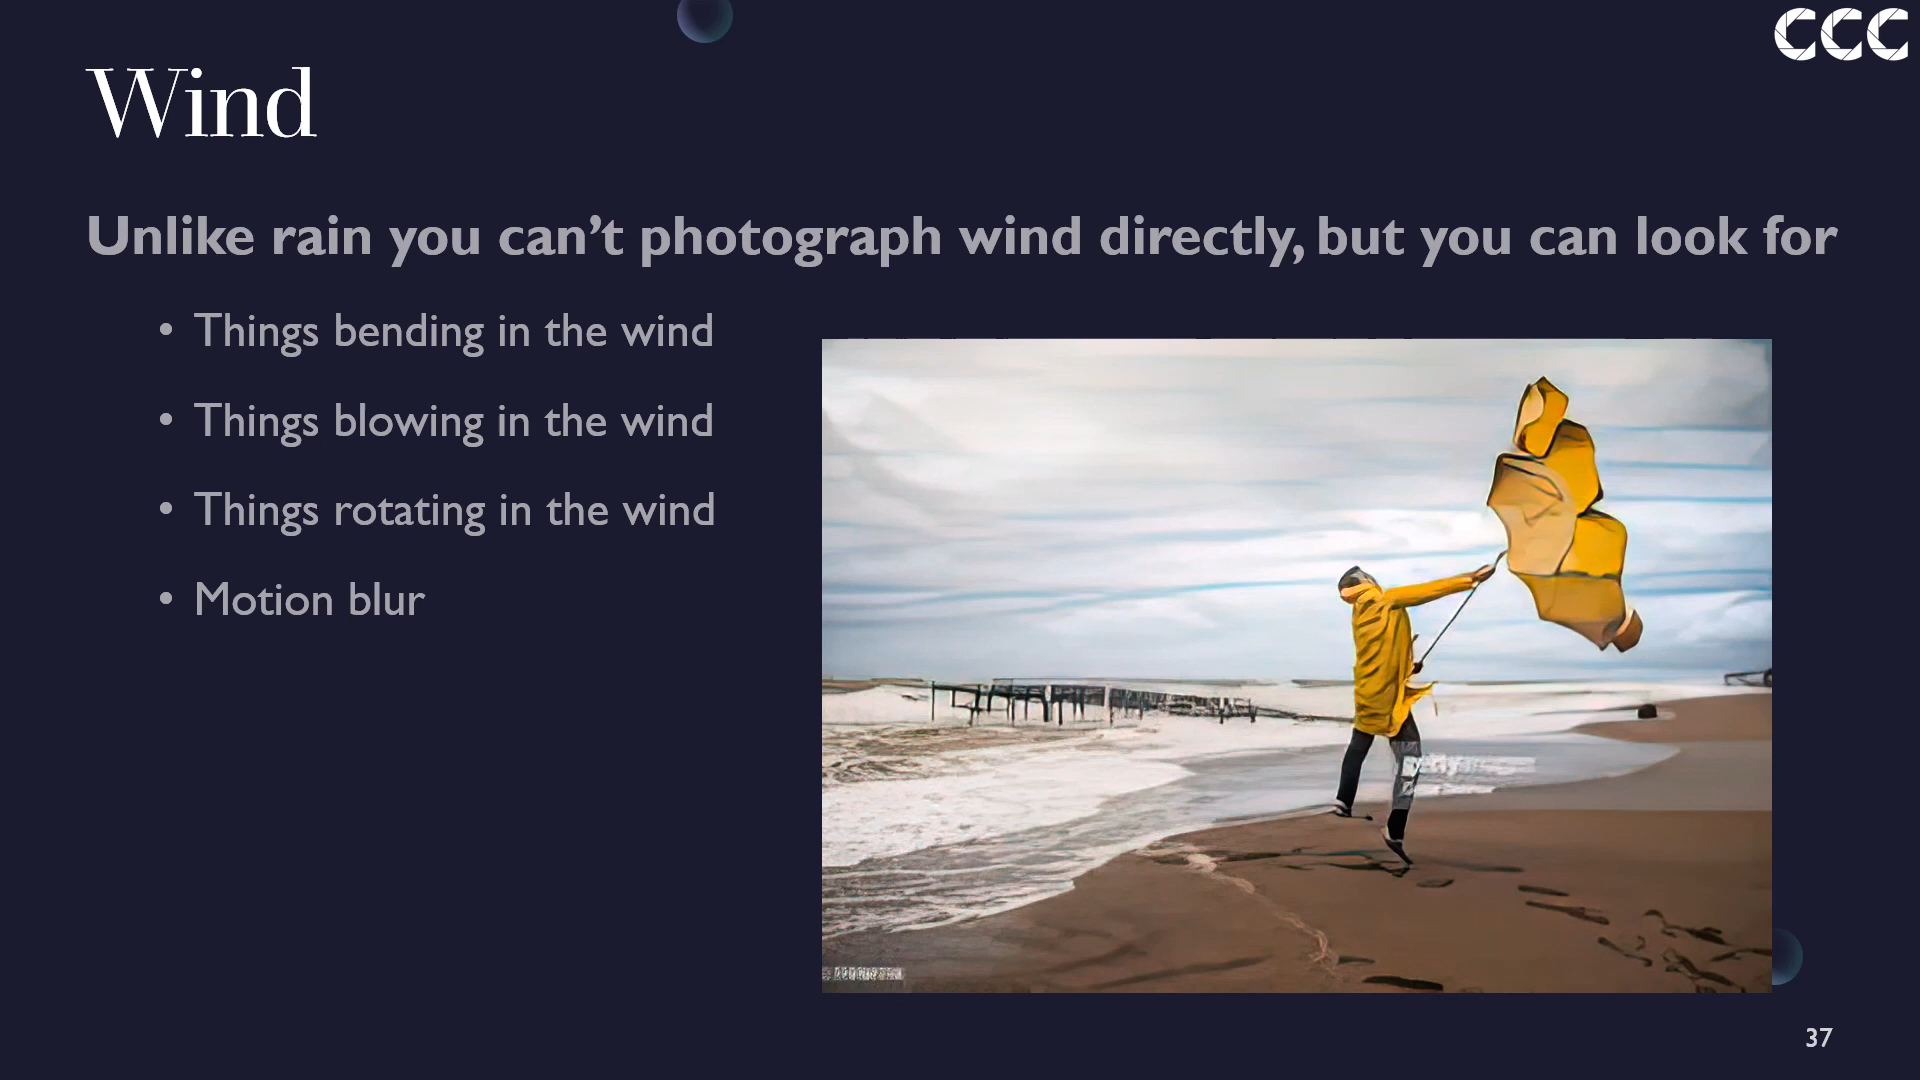 CCC
Wind
Unlike rain you can’t photograph wind directly, but you can look for
• Things bending in the wind
• Things blowing in the wind
• Things rotating in the wind
• Motion blur
37